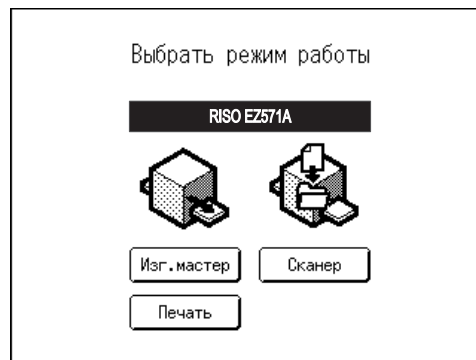 Выбрать режим работы
RISO EZ571A
Изг.мастер Сканер
Печать